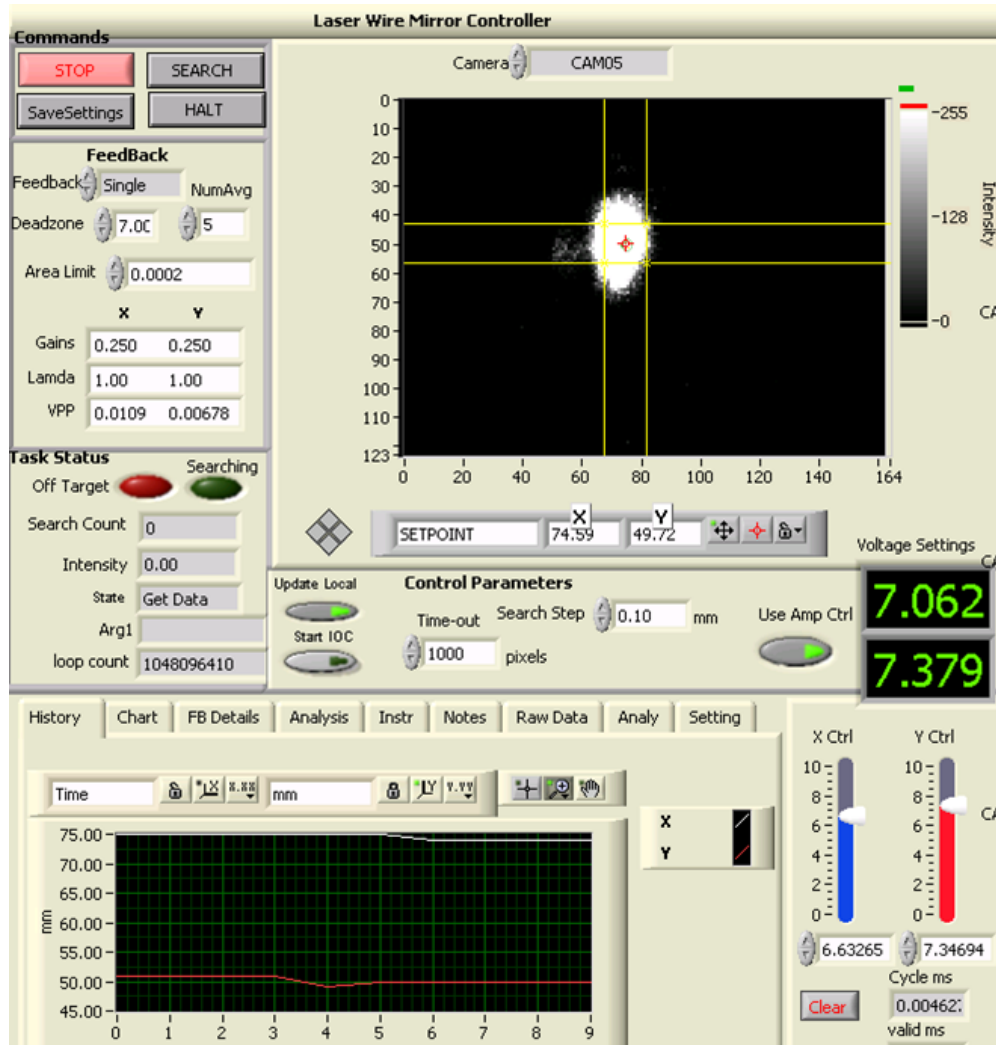 Laser Wire Mirror Controller
Commands
STOP
SEARCH
SaveSettings
HALT
Camera
CAM05
0
10
20
30
40
50
60
70
80
90
100
110
123
0
20
40
60
80
100
120
140
164
255
128
0
Intensity
CA
FeedBack
Feedback
Single
NumAvg
Deadzone
7.00
5
Area Limit
0.0002
X
Y
Gains
0.250
0.250
Lamda
1.00
1.00
VPP
0.0109
0.00678
Task Status
Off Target
Searching
Search Count
0
Intensity
0.00
State
Get Data
Arg1
loop count
1048096410
SETPOINT
X
74.59
Y
49.72
Voltage Settings
CA
7.062
7.379
Update Local
Start IOC
Control Parameters
Time-out
1000
pixels
Search Step
0.10
mm
Use Amp Ctrl
History
Chart
FB Details
Analysis
Instr
Notes
Raw Data
Analy
Setting
Time
X
X.XX
mm
Y
Y.YY
X
Y
75.00
70.00
65.00
60.00
55.00
50.00
45.00
mm
0
1
2
3
4
5
6
7
8
9
X Ctrl
10
8
6
4
2
0
6.63265
Y Ctrl
10
8
6
4
2
0
7.34694
CA
Clear
Cycle ms
0.00462
valid ms